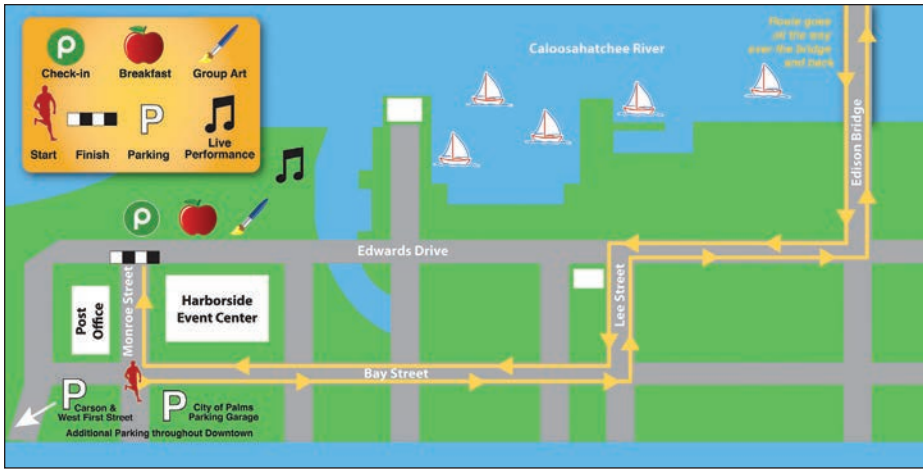 Check-in
Breakfast
Group Art
Start
Finish
P
Parking
Live
Performance
Caloosahatchee River
Route goes
all the way
over the bridge
and back
Edison Bridge
Edwards Drive
Post
Office
Monroe Street
Harborside
Event Center
Lee Street
Bay Street
P
Carson &
West First Street
P
City of Palms
Parking Garage
Additional Parking throughout Downtown